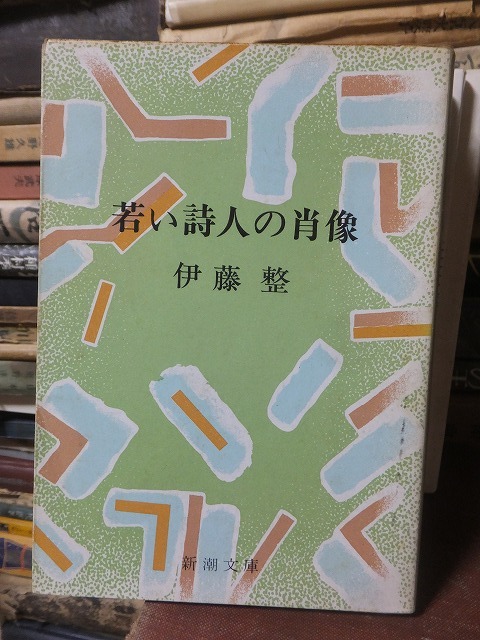 若い詩人の肖像
伊藤 整
新潮文庫